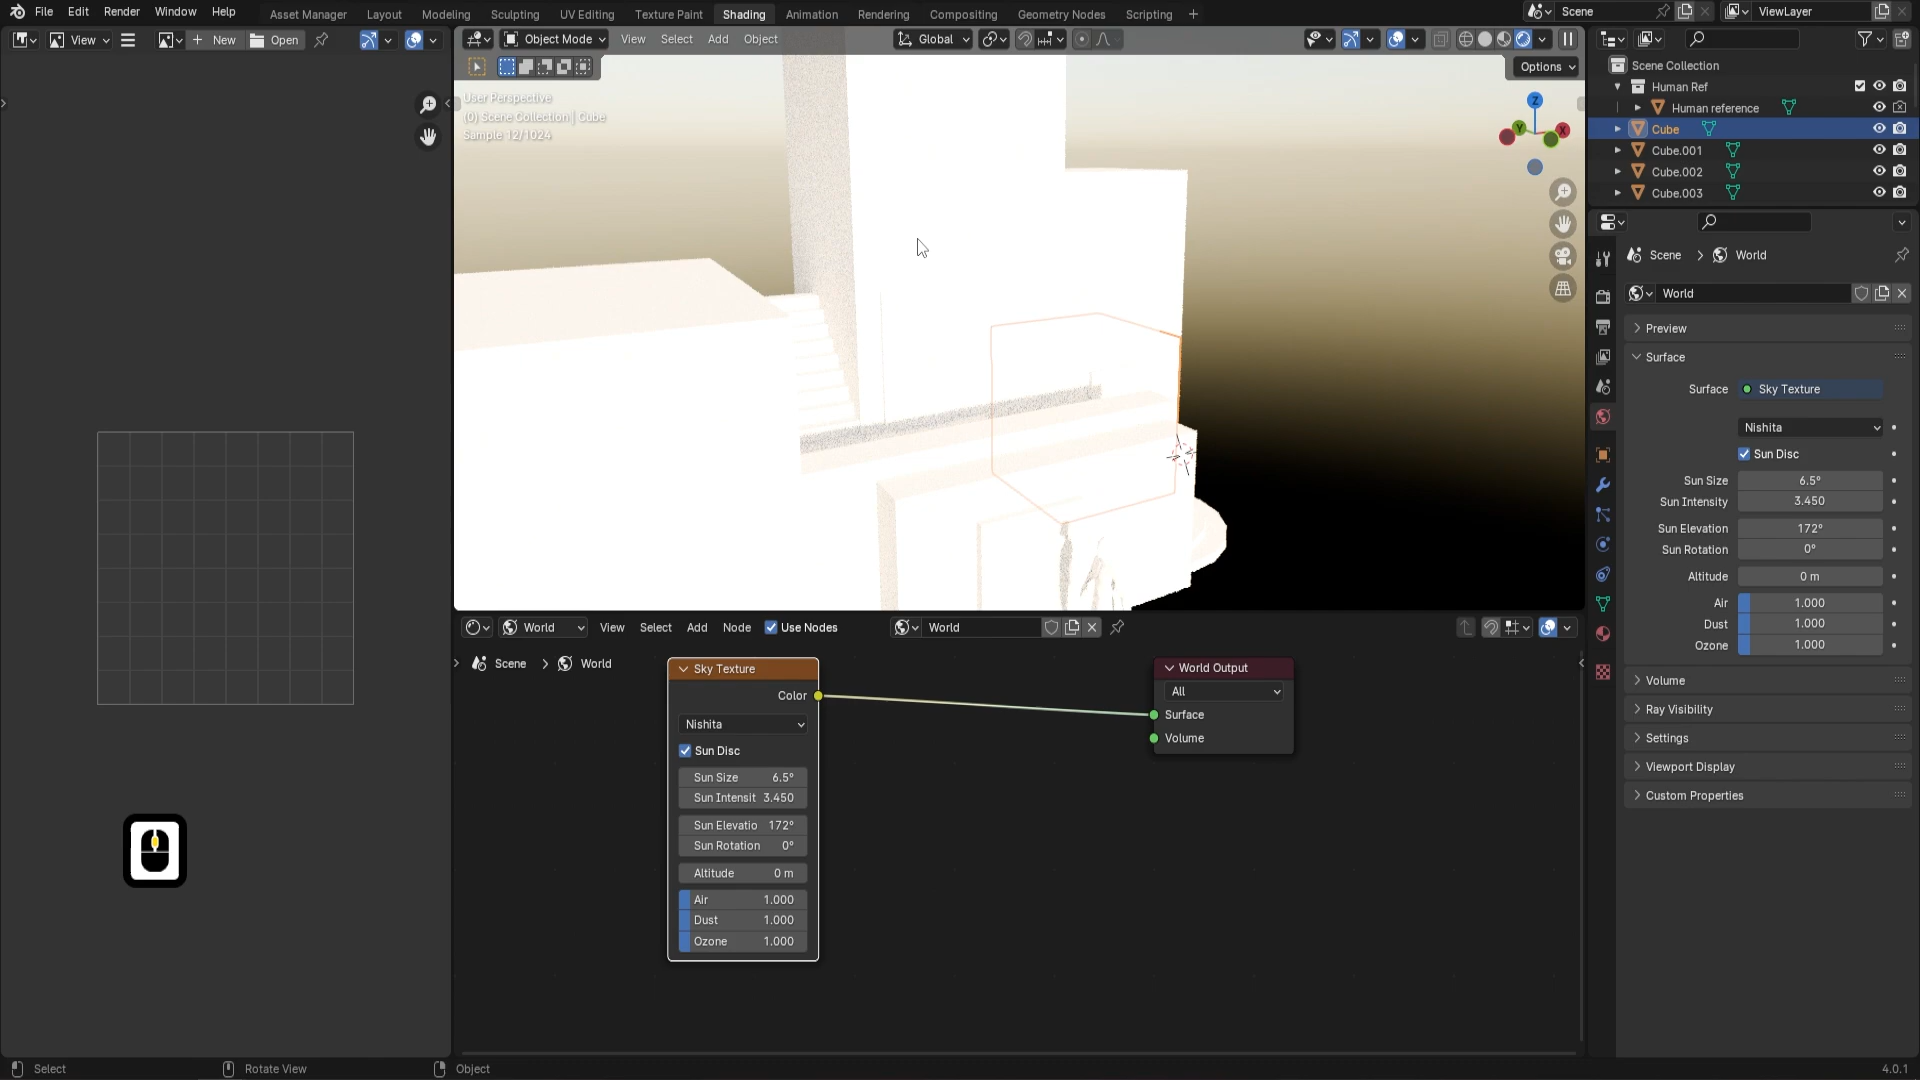 File Edit Render Window Help Asset Manager Layout Modeling Sculpting UV Editing Texture Paint Shading Animation Rendering Compositing Geometry Nodes Scripting + Scene ViewLayer
View New Open Object Mode View Select Add Object Global
Options
User Perspective
(0) Scene Collection | Cube
Sample 12/1024
Z
Y
X
Scene Collection
Human Ref
Human reference
Cube
Cube.001
Cube.002
Cube.003
Scene > World
World
Preview
Surface
Surface Sky Texture
Nishita
Sun Disc
Sun Size 6.5°
Sun Intensity 3.450
Sun Elevation 172°
Sun Rotation 0°
Altitude 0 m
Air 1.000
Dust 1.000
Ozone 1.000
Volume
Ray Visibility
Settings
Viewport Display
Custom Properties
World View Select Add Node Use Nodes World
Scene > World
Sky Texture
Color
Nishita
Sun Disc
Sun Size 6.5°
Sun Intensit 3.450
Sun Elevatio 172°
Sun Rotation 0°
Altitude 0 m
Air 1.000
Dust 1.000
Ozone 1.000
World Output
All
Surface
Volume
Select Rotate View Object 4.0.1